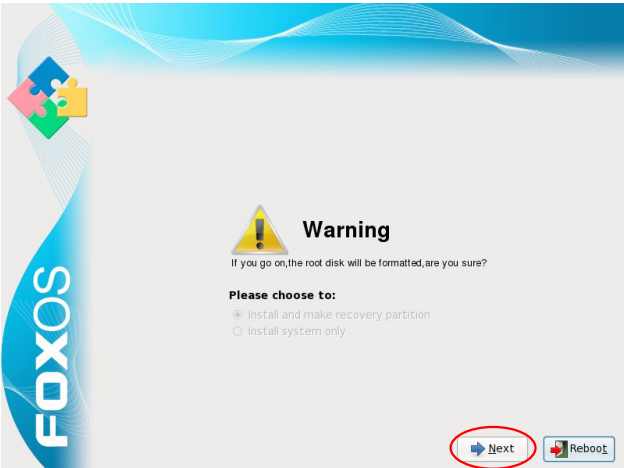 FOXOS
Warning
If you go on,the root disk will be formatted,are you sure?
Please choose to:
Install and make recovery partition
Install system only
Next
Reboot